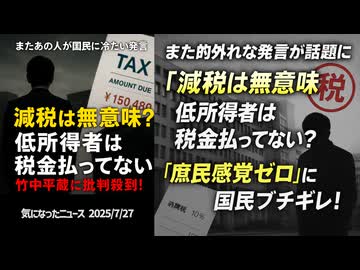 またあの人が国民に冷たい発言
TAX
AMOUNT DUE
¥150,480
減税は無意味?
低所得者は
税金払ってない
竹中平蔵に批判殺到!
気になったニュース 2025/7/27
また的外れな発言が話題に
「減税は無意味
税
低所得者は
税金払ってない?
「庶民感覚ゼロ」に
国民ブチギレ!
消費税 10%